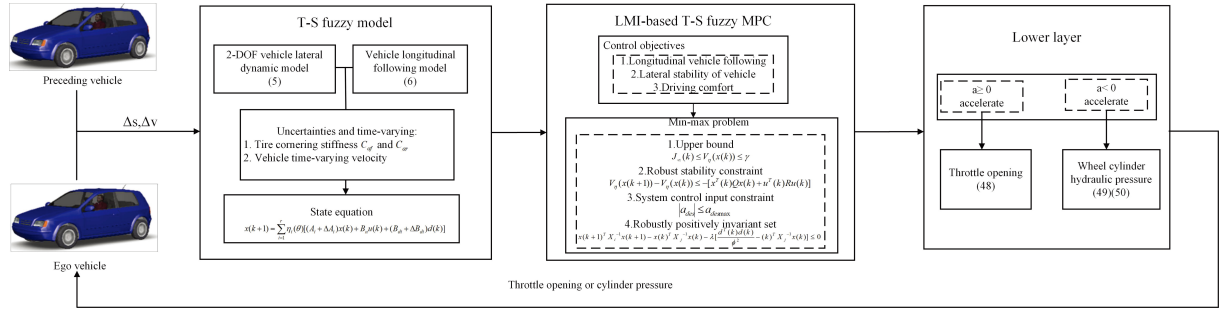 Preceding vehicle
Δs,Δv
Ego vehicle
T-S fuzzy model
2-DOF vehicle lateral
dynamic model
(5)
Vehicle longitudinal
following model
(6)
Uncertainties and time-varying:
1. Tire cornering stiffness C_αf and C_αr
2. Vehicle time-varying velocity
State equation
x(k+1)=∑_{i=1}^{r} η_i(θ)[(A_i+ΔA_i)x(k)+B_u u(k)+(B_di+ΔB_di)d(k)]
LMI-based T-S fuzzy MPC
Control objectives
1.Longitudinal vehicle following
2.Lateral stability of vehicle
3.Driving comfort
Min-max problem
1.Upper bound
J_∞(k)≤V_η(x(k))≤γ
2.Robust stability constraint
V_η(x(k+1))−V_η(x(k))≤−[x^T(k)Qx(k)+u^T(k)Ru(k)]
3.System control input constraint
|a_des|≤a_desmax
4.Robustly positively invariant set
Lower layer
a≥ 0
accelerate
a< 0
accelerate
Throttle opening
(48)
Wheel cylinder
hydraulic pressure
(49)(50)
Throttle opening or cylinder pressure